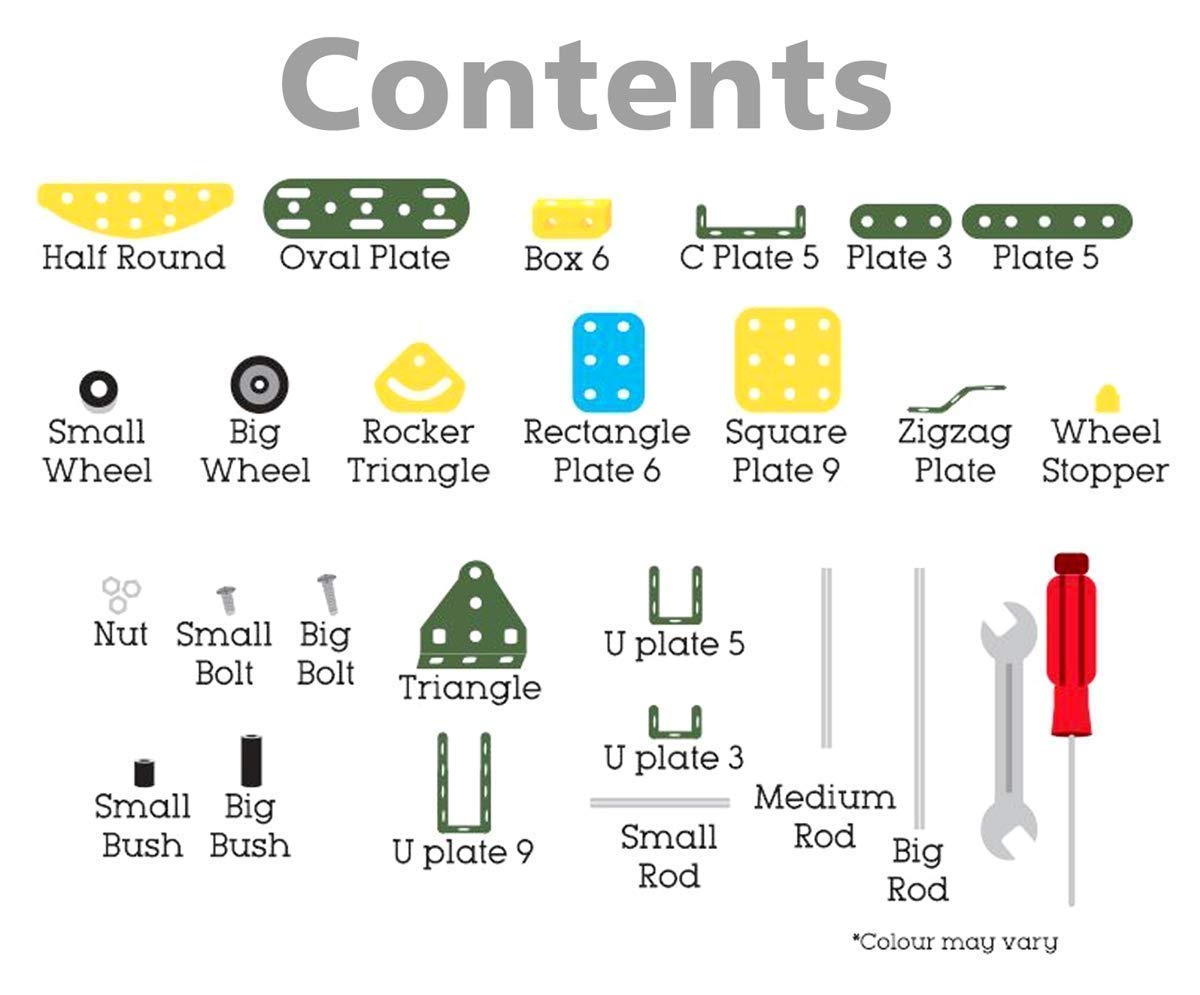 Contents
Half Round
Oval Plate
Box 6
C Plate 5
Plate 3
Plate 5
Small
Wheel
Big
Wheel
Rocker
Triangle
Rectangle
Plate 6
Square
Plate 9
Zigzag
Plate
Wheel
Stopper
Nut
Small
Bolt
Big
Bolt
Triangle
U plate 5
U plate 3
Small
Bush
Big
Bush
U plate 9
Small
Rod
Medium
Rod
Big
Rod
*Colour may vary